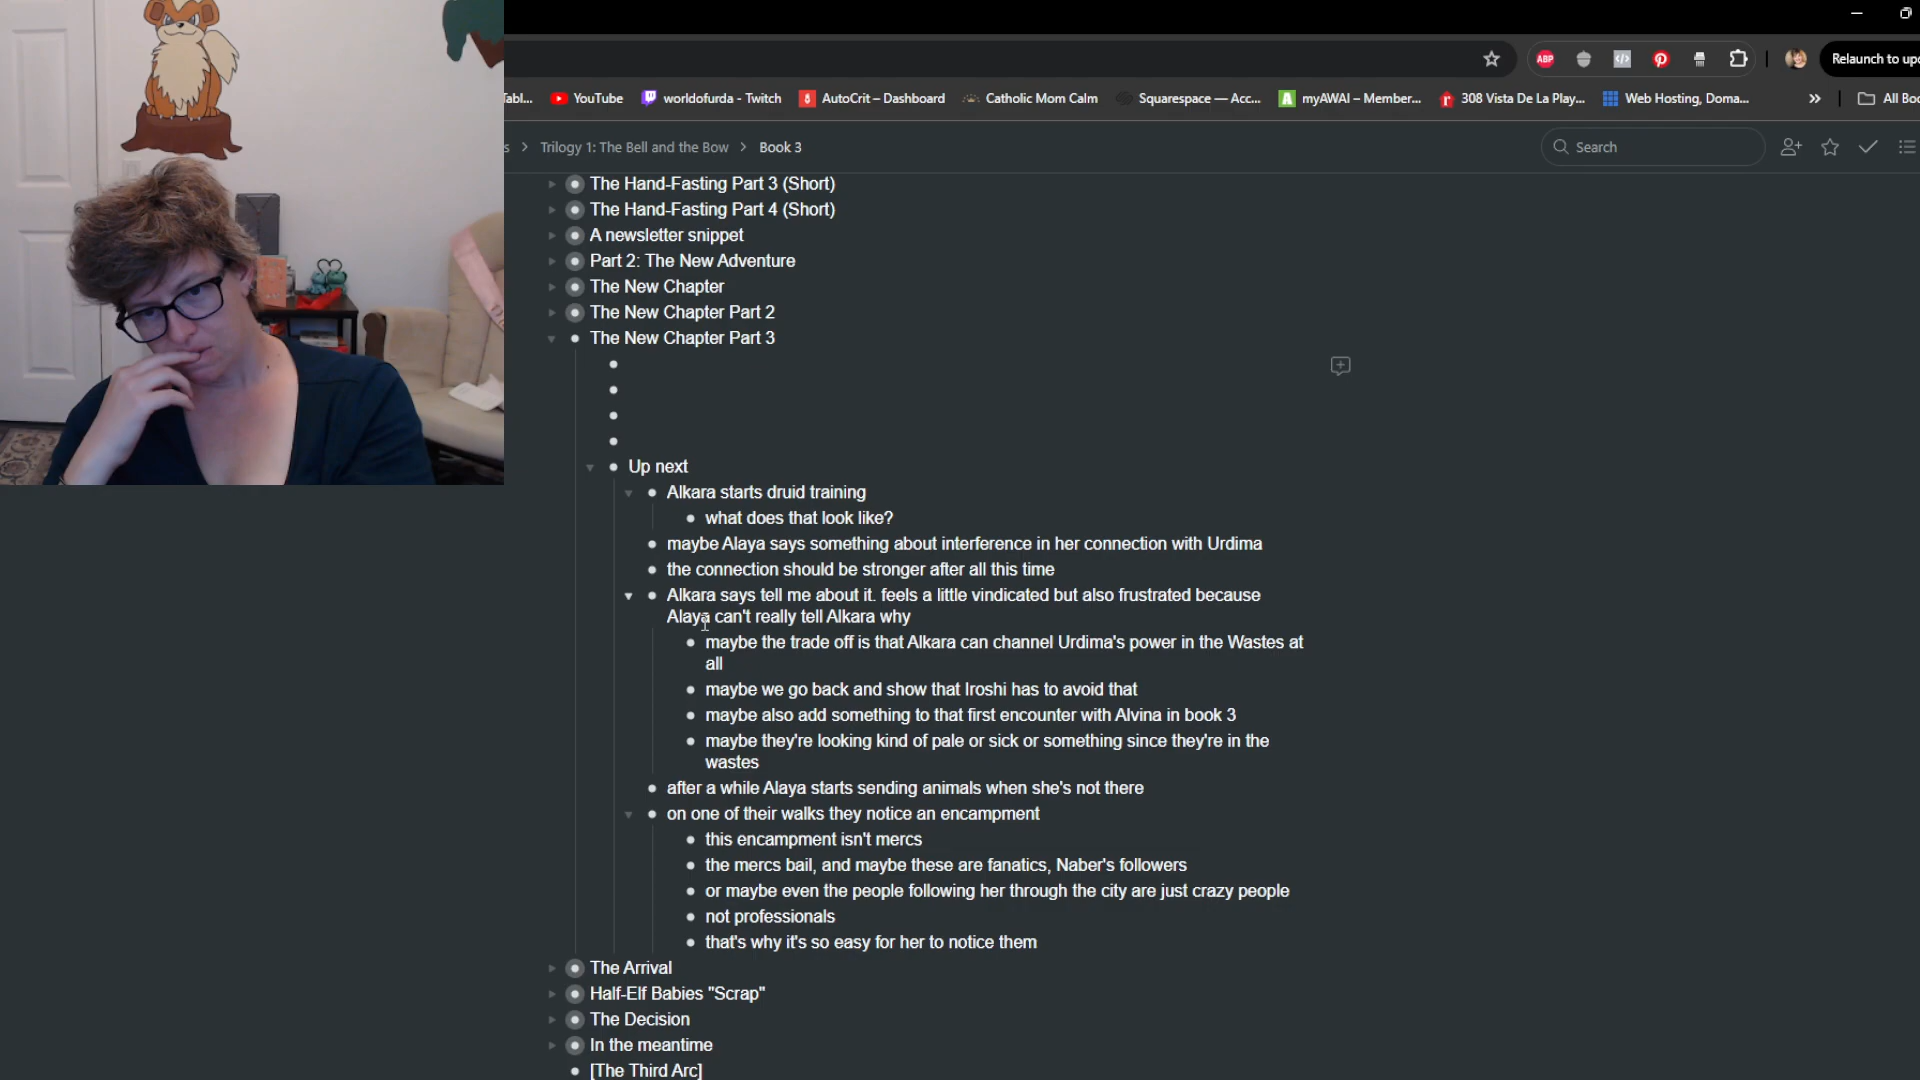 Relaunch to upd
Tabl...
YouTube
worldofurda - Twitch
AutoCrit – Dashboard
Catholic Mom Calm
Squarespace — Acc...
myAWAI – Member...
308 Vista De La Play...
Web Hosting, Doma...
»
All Boo
s > Trilogy 1: The Bell and the Bow > Book 3
Search
The Hand-Fasting Part 3 (Short)
The Hand-Fasting Part 4 (Short)
A newsletter snippet
Part 2: The New Adventure
The New Chapter
The New Chapter Part 2
The New Chapter Part 3
Up next
Alkara starts druid training
what does that look like?
maybe Alaya says something about interference in her connection with Urdima
the connection should be stronger after all this time
Alkara says tell me about it. feels a little vindicated but also frustrated because
Alaya can't really tell Alkara why
maybe the trade off is that Alkara can channel Urdima's power in the Wastes at
all
maybe we go back and show that Iroshi has to avoid that
maybe also add something to that first encounter with Alvina in book 3
maybe they're looking kind of pale or sick or something since they're in the
wastes
after a while Alaya starts sending animals when she's not there
on one of their walks they notice an encampment
this encampment isn't mercs
the mercs bail, and maybe these are fanatics, Naber's followers
or maybe even the people following her through the city are just crazy people
not professionals
that's why it's so easy for her to notice them
The Arrival
Half-Elf Babies "Scrap"
The Decision
In the meantime
[The Third Arc]